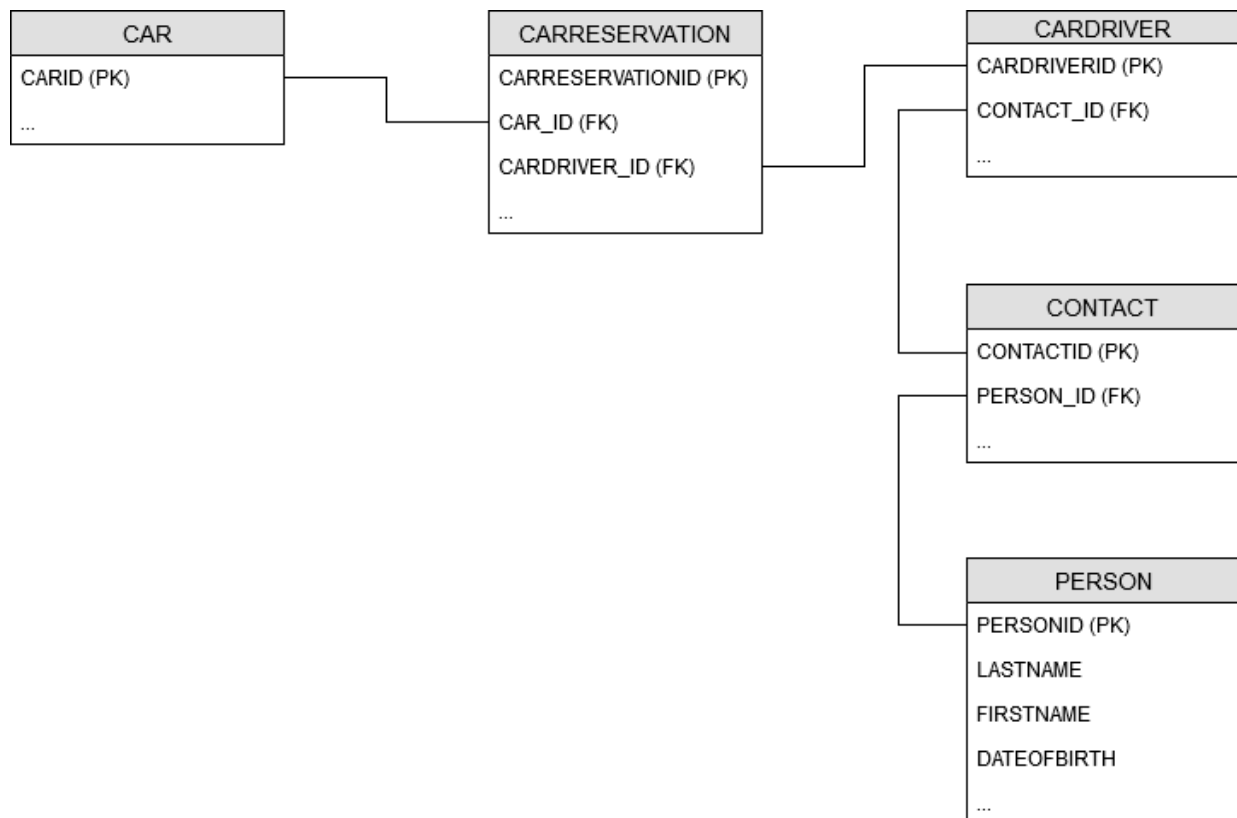 CAR
CARID (PK)
...
CARRESERVATION
CARRESERVATIONID (PK)
CAR_ID (FK)
CARDRIVER_ID (FK)
...
CARDRIVER
CARDRIVERID (PK)
CONTACT_ID (FK)
...
CONTACT
CONTACTID (PK)
PERSON_ID (FK)
...
PERSON
PERSONID (PK)
LASTNAME
FIRSTNAME
DATEOFBIRTH
...